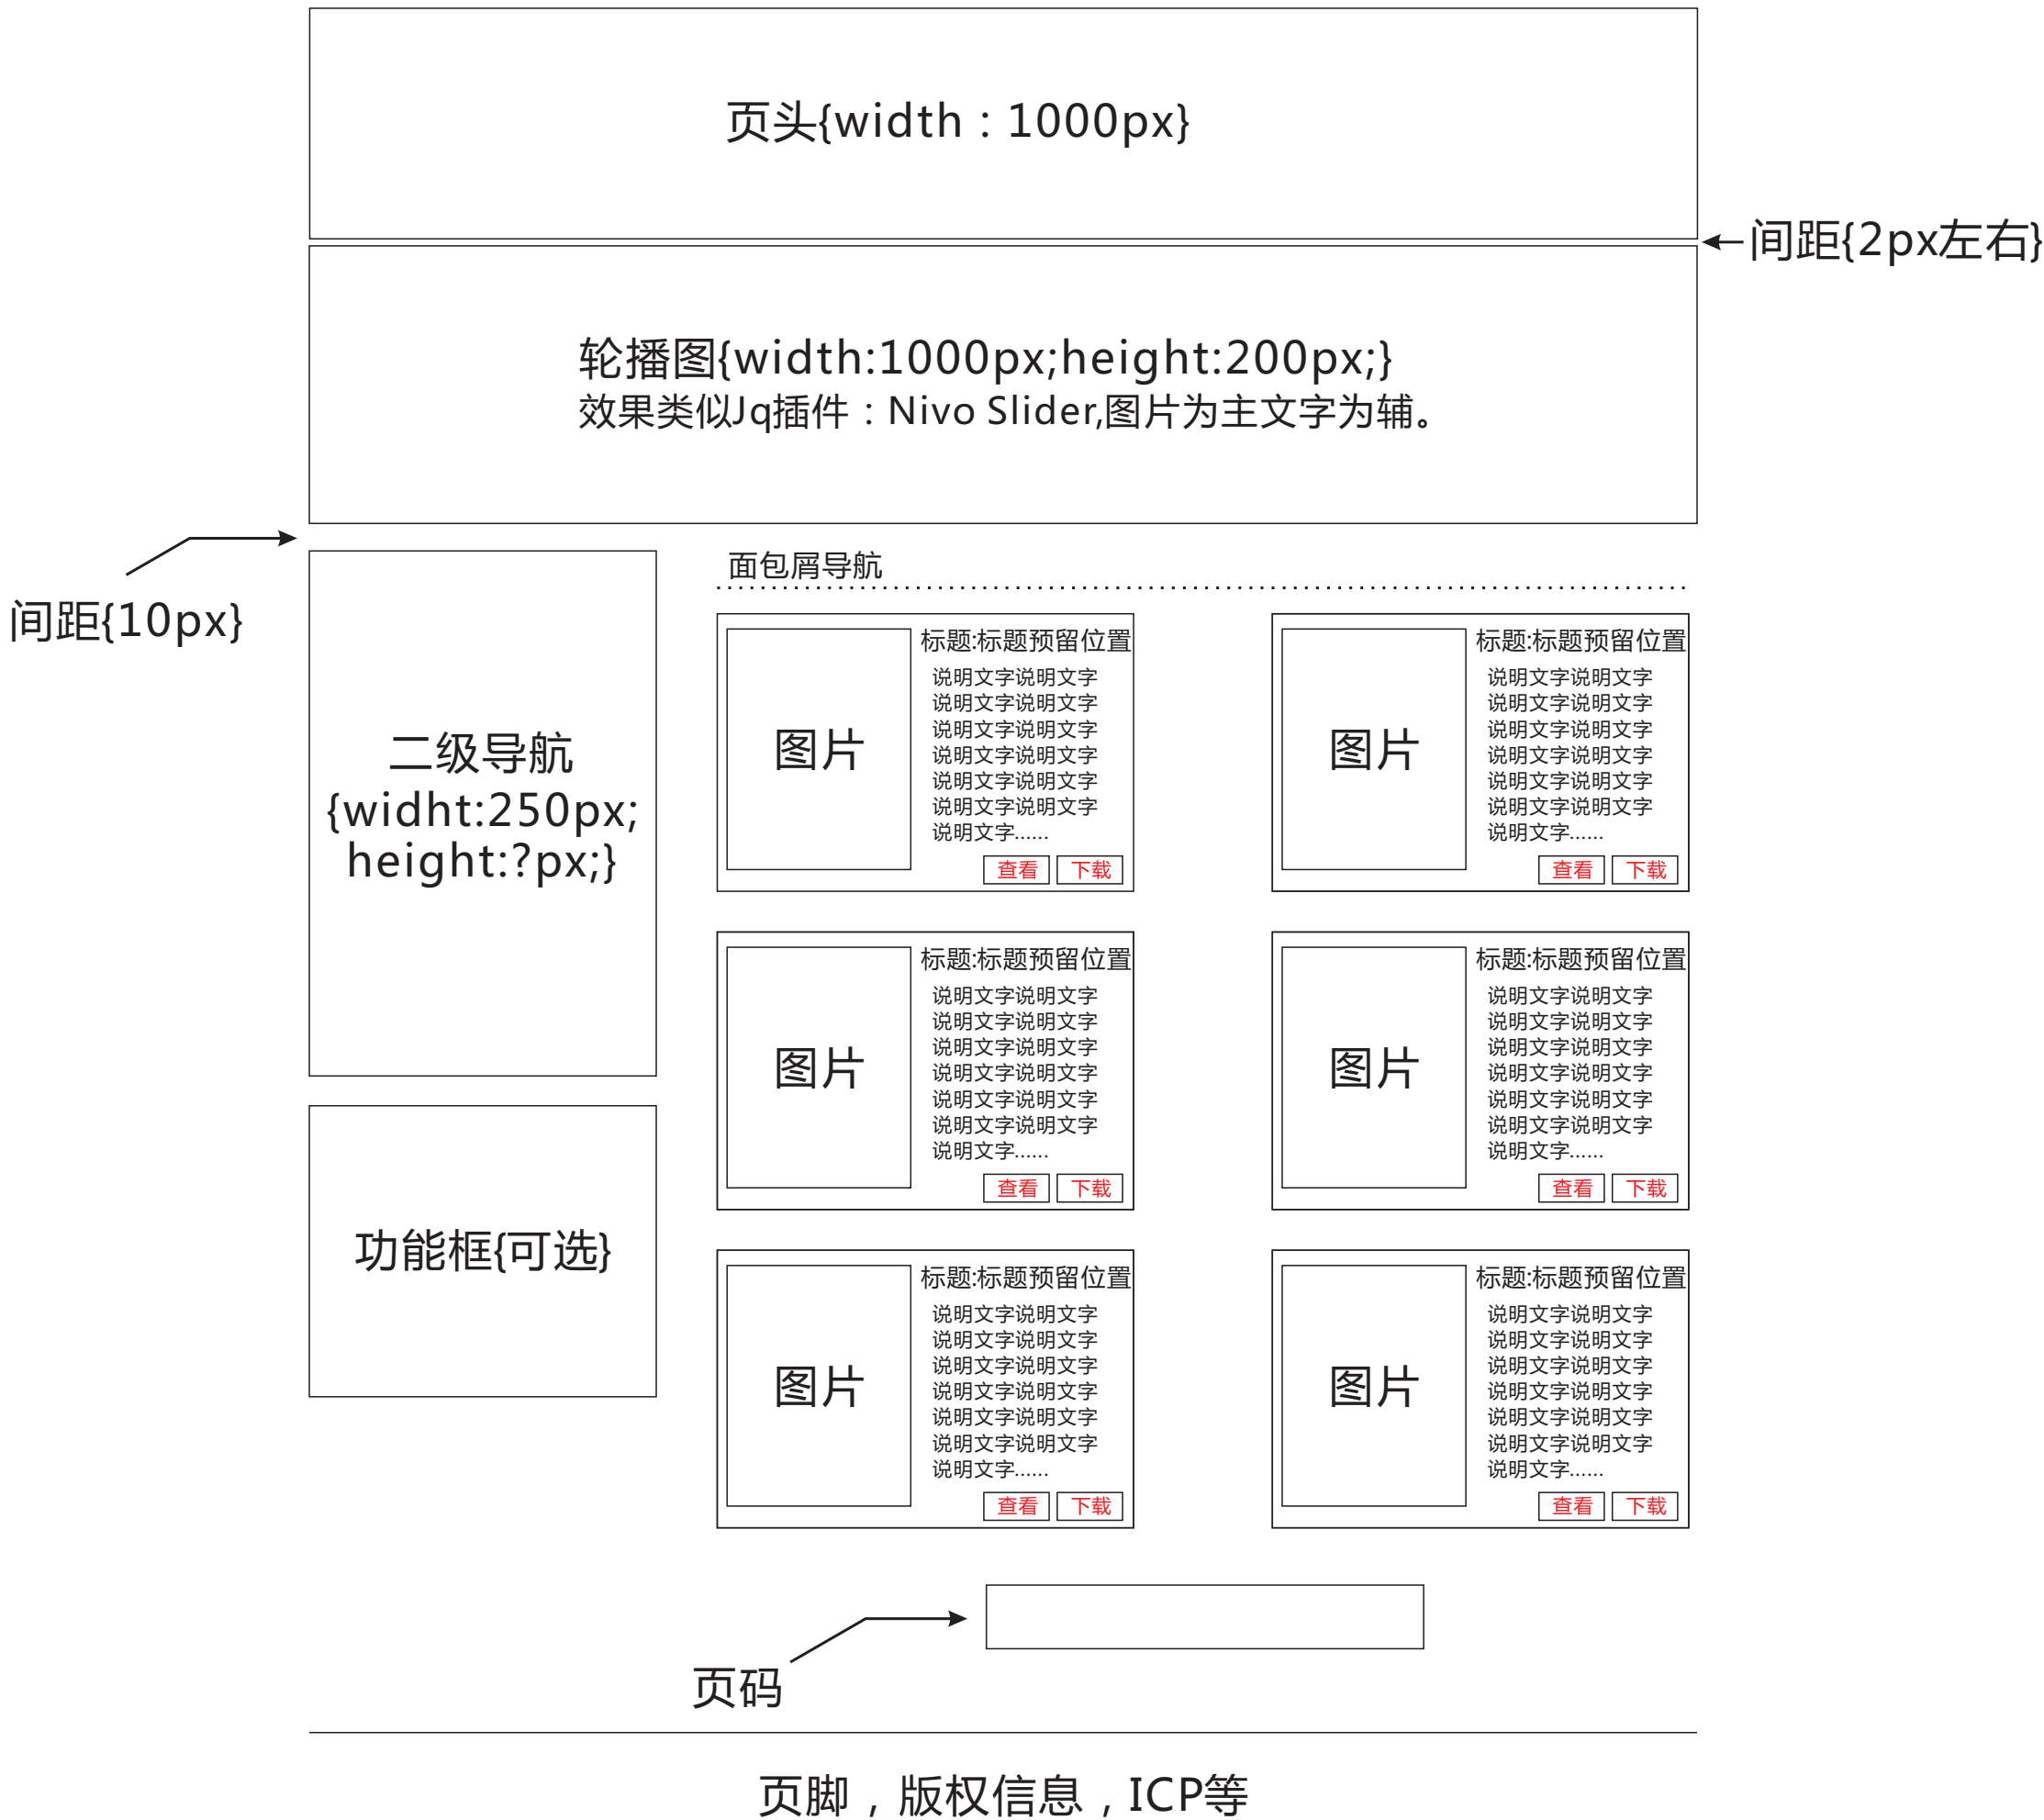 页头{width：1000px}
间距{2px左右}
轮播图{width:1000px;height:200px;}
效果类似Jq插件：Nivo Slider,图片为主文字为辅。
间距{10px}
二级导航
{widht:250px;
height:?px;}
功能框{可选}
面包屑导航
图片
标题:标题预留位置
说明文字说明文字
说明文字说明文字
说明文字说明文字
说明文字说明文字
说明文字说明文字
说明文字说明文字
说明文字......
查看 下载
图片
标题:标题预留位置
说明文字说明文字
说明文字说明文字
说明文字说明文字
说明文字说明文字
说明文字说明文字
说明文字说明文字
说明文字......
查看 下载
图片
标题:标题预留位置
说明文字说明文字
说明文字说明文字
说明文字说明文字
说明文字说明文字
说明文字说明文字
说明文字说明文字
说明文字......
查看 下载
图片
标题:标题预留位置
说明文字说明文字
说明文字说明文字
说明文字说明文字
说明文字说明文字
说明文字说明文字
说明文字说明文字
说明文字......
查看 下载
图片
标题:标题预留位置
说明文字说明文字
说明文字说明文字
说明文字说明文字
说明文字说明文字
说明文字说明文字
说明文字说明文字
说明文字......
查看 下载
图片
标题:标题预留位置
说明文字说明文字
说明文字说明文字
说明文字说明文字
说明文字说明文字
说明文字说明文字
说明文字说明文字
说明文字......
查看 下载
页码
页脚，版权信息，ICP等